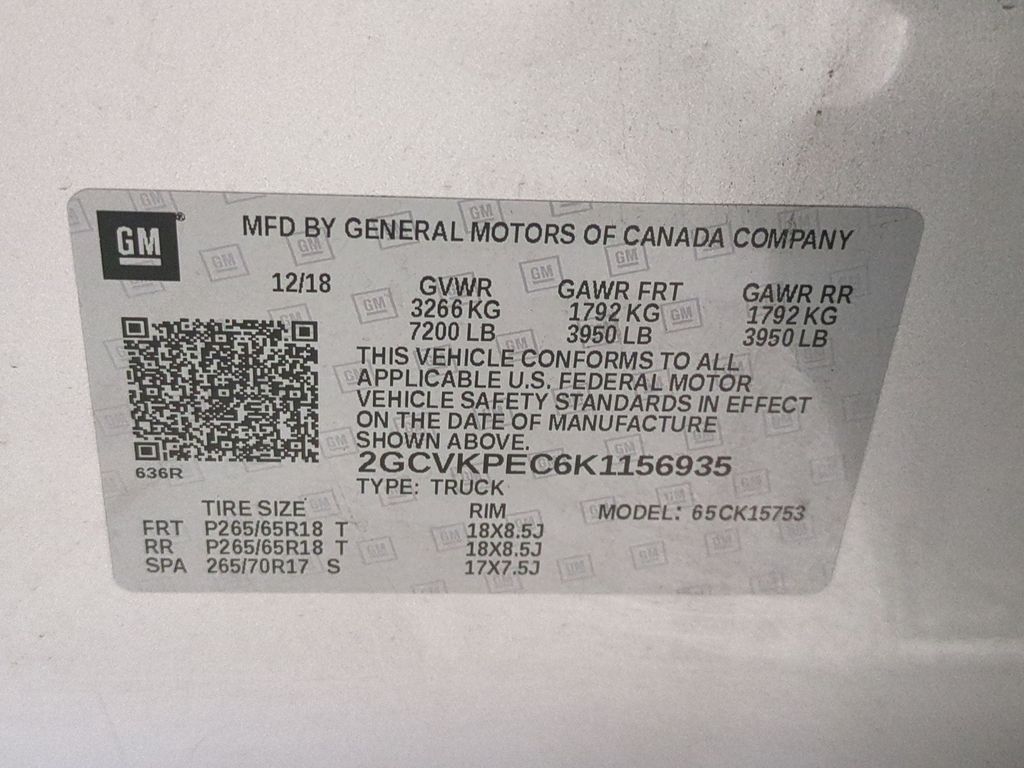 GM®
MFD BY GENERAL MOTORS OF CANADA COMPANY
12/18 GVWR GAWR FRT GAWR RR
3266 KG 1792 KG 1792 KG
7200 LB 3950 LB 3950 LB
THIS VEHICLE CONFORMS TO ALL
APPLICABLE U.S. FEDERAL MOTOR
VEHICLE SAFETY STANDARDS IN EFFECT
ON THE DATE OF MANUFACTURE
SHOWN ABOVE.
636R
2GCVKPEC6K1156935
TYPE: TRUCK
TIRE SIZE RIM MODEL: 65CK15753
FRT P265/65R18 T 18X8.5J
RR P265/65R18 T 18X8.5J
SPA 265/70R17 S 17X7.5J